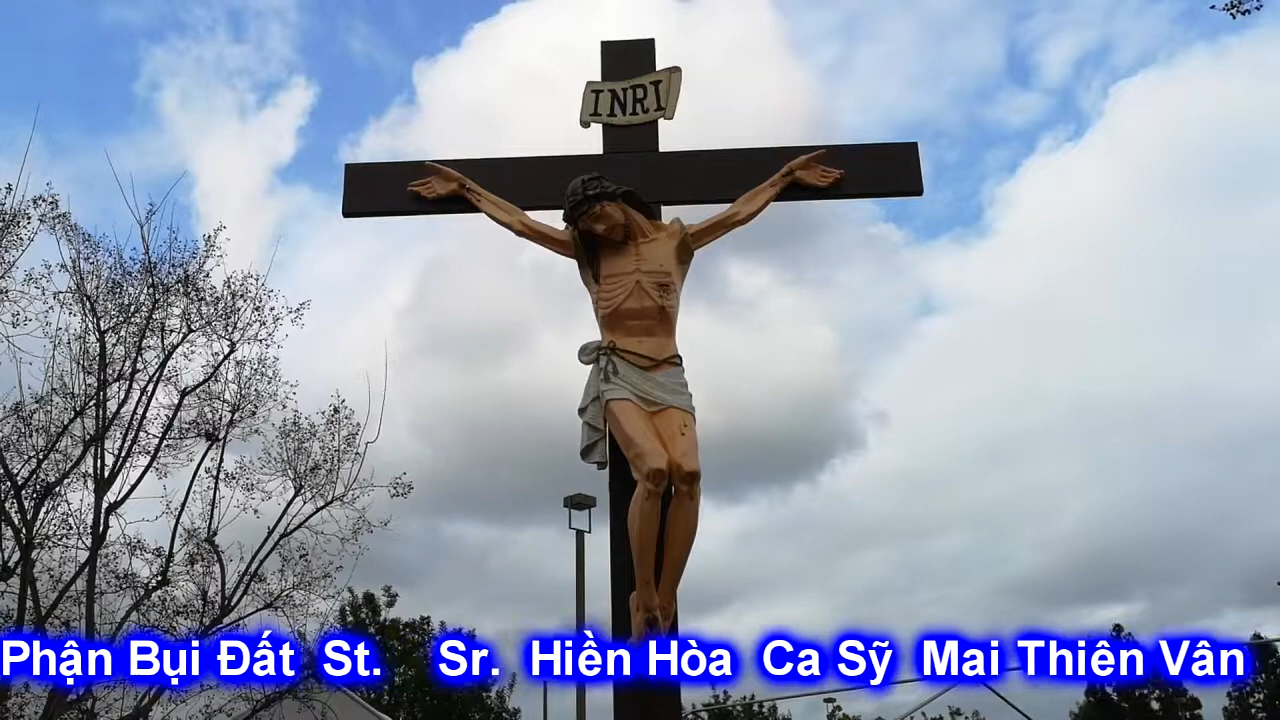 INRI
Phận Bụi Đất St. Sr. Hiền Hòa Ca Sỹ Mai Thiên Vân